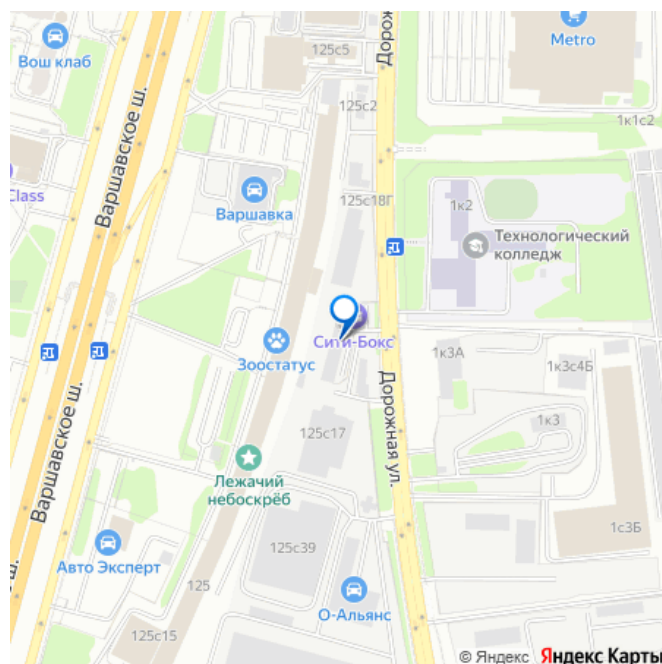 Вош клаб
125с5
Дорож
Metro
Варшавское ш.
125с2
1к1с2
Class
Варшавка
125с18Г
1к2
Технологический
колледж
Сити-Бокс
Зоостатус
1к3А
1к3с4Б
Дорожная ул.
Варшавское ш.
125с17
1к3
Лежачий
небоскрёб
1с3Б
125с39
Авто Эксперт
ш.
125
О-Альянс
125с15
© Яндекс Яндекс Карты